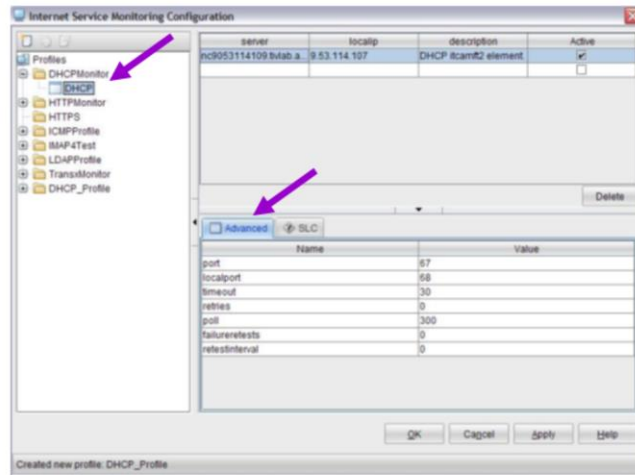 Internet Service Monitoring Configuration
Profiles
DHCPMonitor
DHCP
HTTPMonitor
HTTPS
ICMPProfile
IMAP4Test
LDAPProfile
TransxMonitor
DHCP_Profile
server localip description Active
nc9053114109.tivlab.a... 9.53.114.107 DHCP itcamft2 element
Delete
Advanced SLC
Name Value
port 67
localport 68
timeout 30
retries 0
poll 300
failureretests 0
retestinterval 0
OK Cancel Apply Help
Created new profile: DHCP_Profile